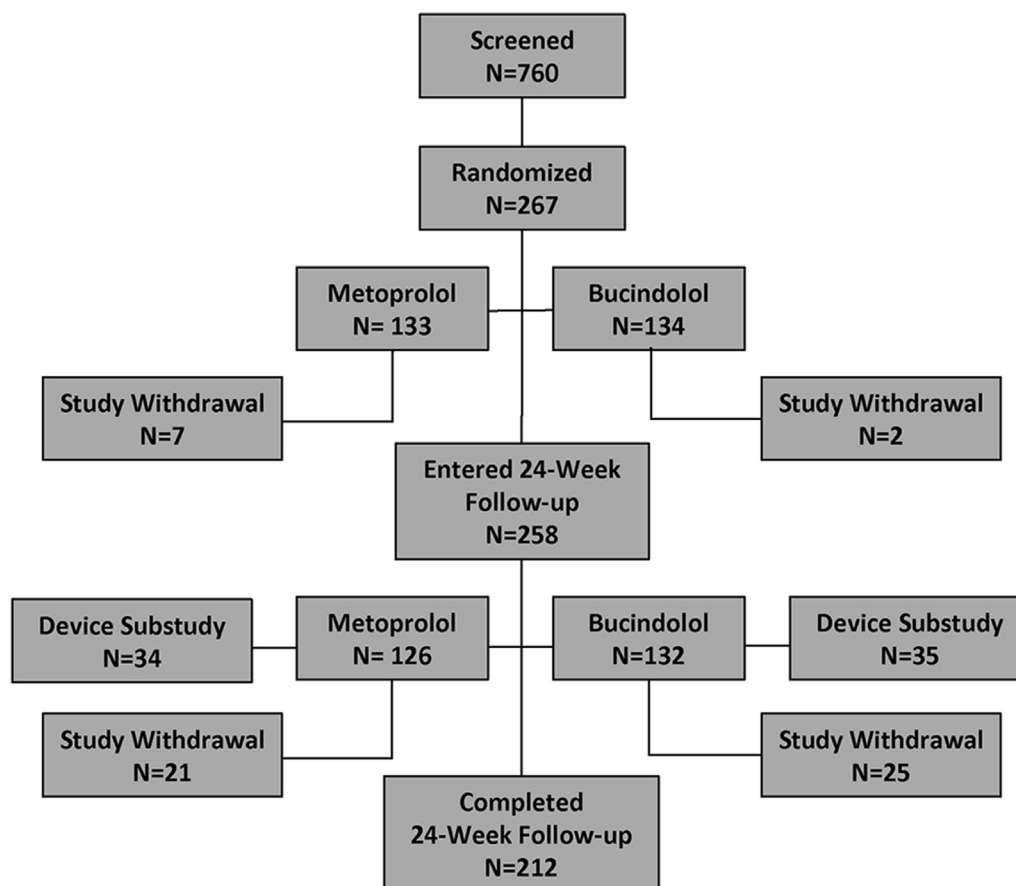 Screened
N=760
Randomized
N=267
Metoprolol
N= 133
Bucindolol
N=134
Study Withdrawal
N=7
Study Withdrawal
N=2
Entered 24-Week
Follow-up
N=258
Device Substudy
N=34
Metoprolol
N= 126
Bucindolol
N=132
Device Substudy
N=35
Study Withdrawal
N=21
Study Withdrawal
N=25
Completed
24-Week Follow-up
N=212